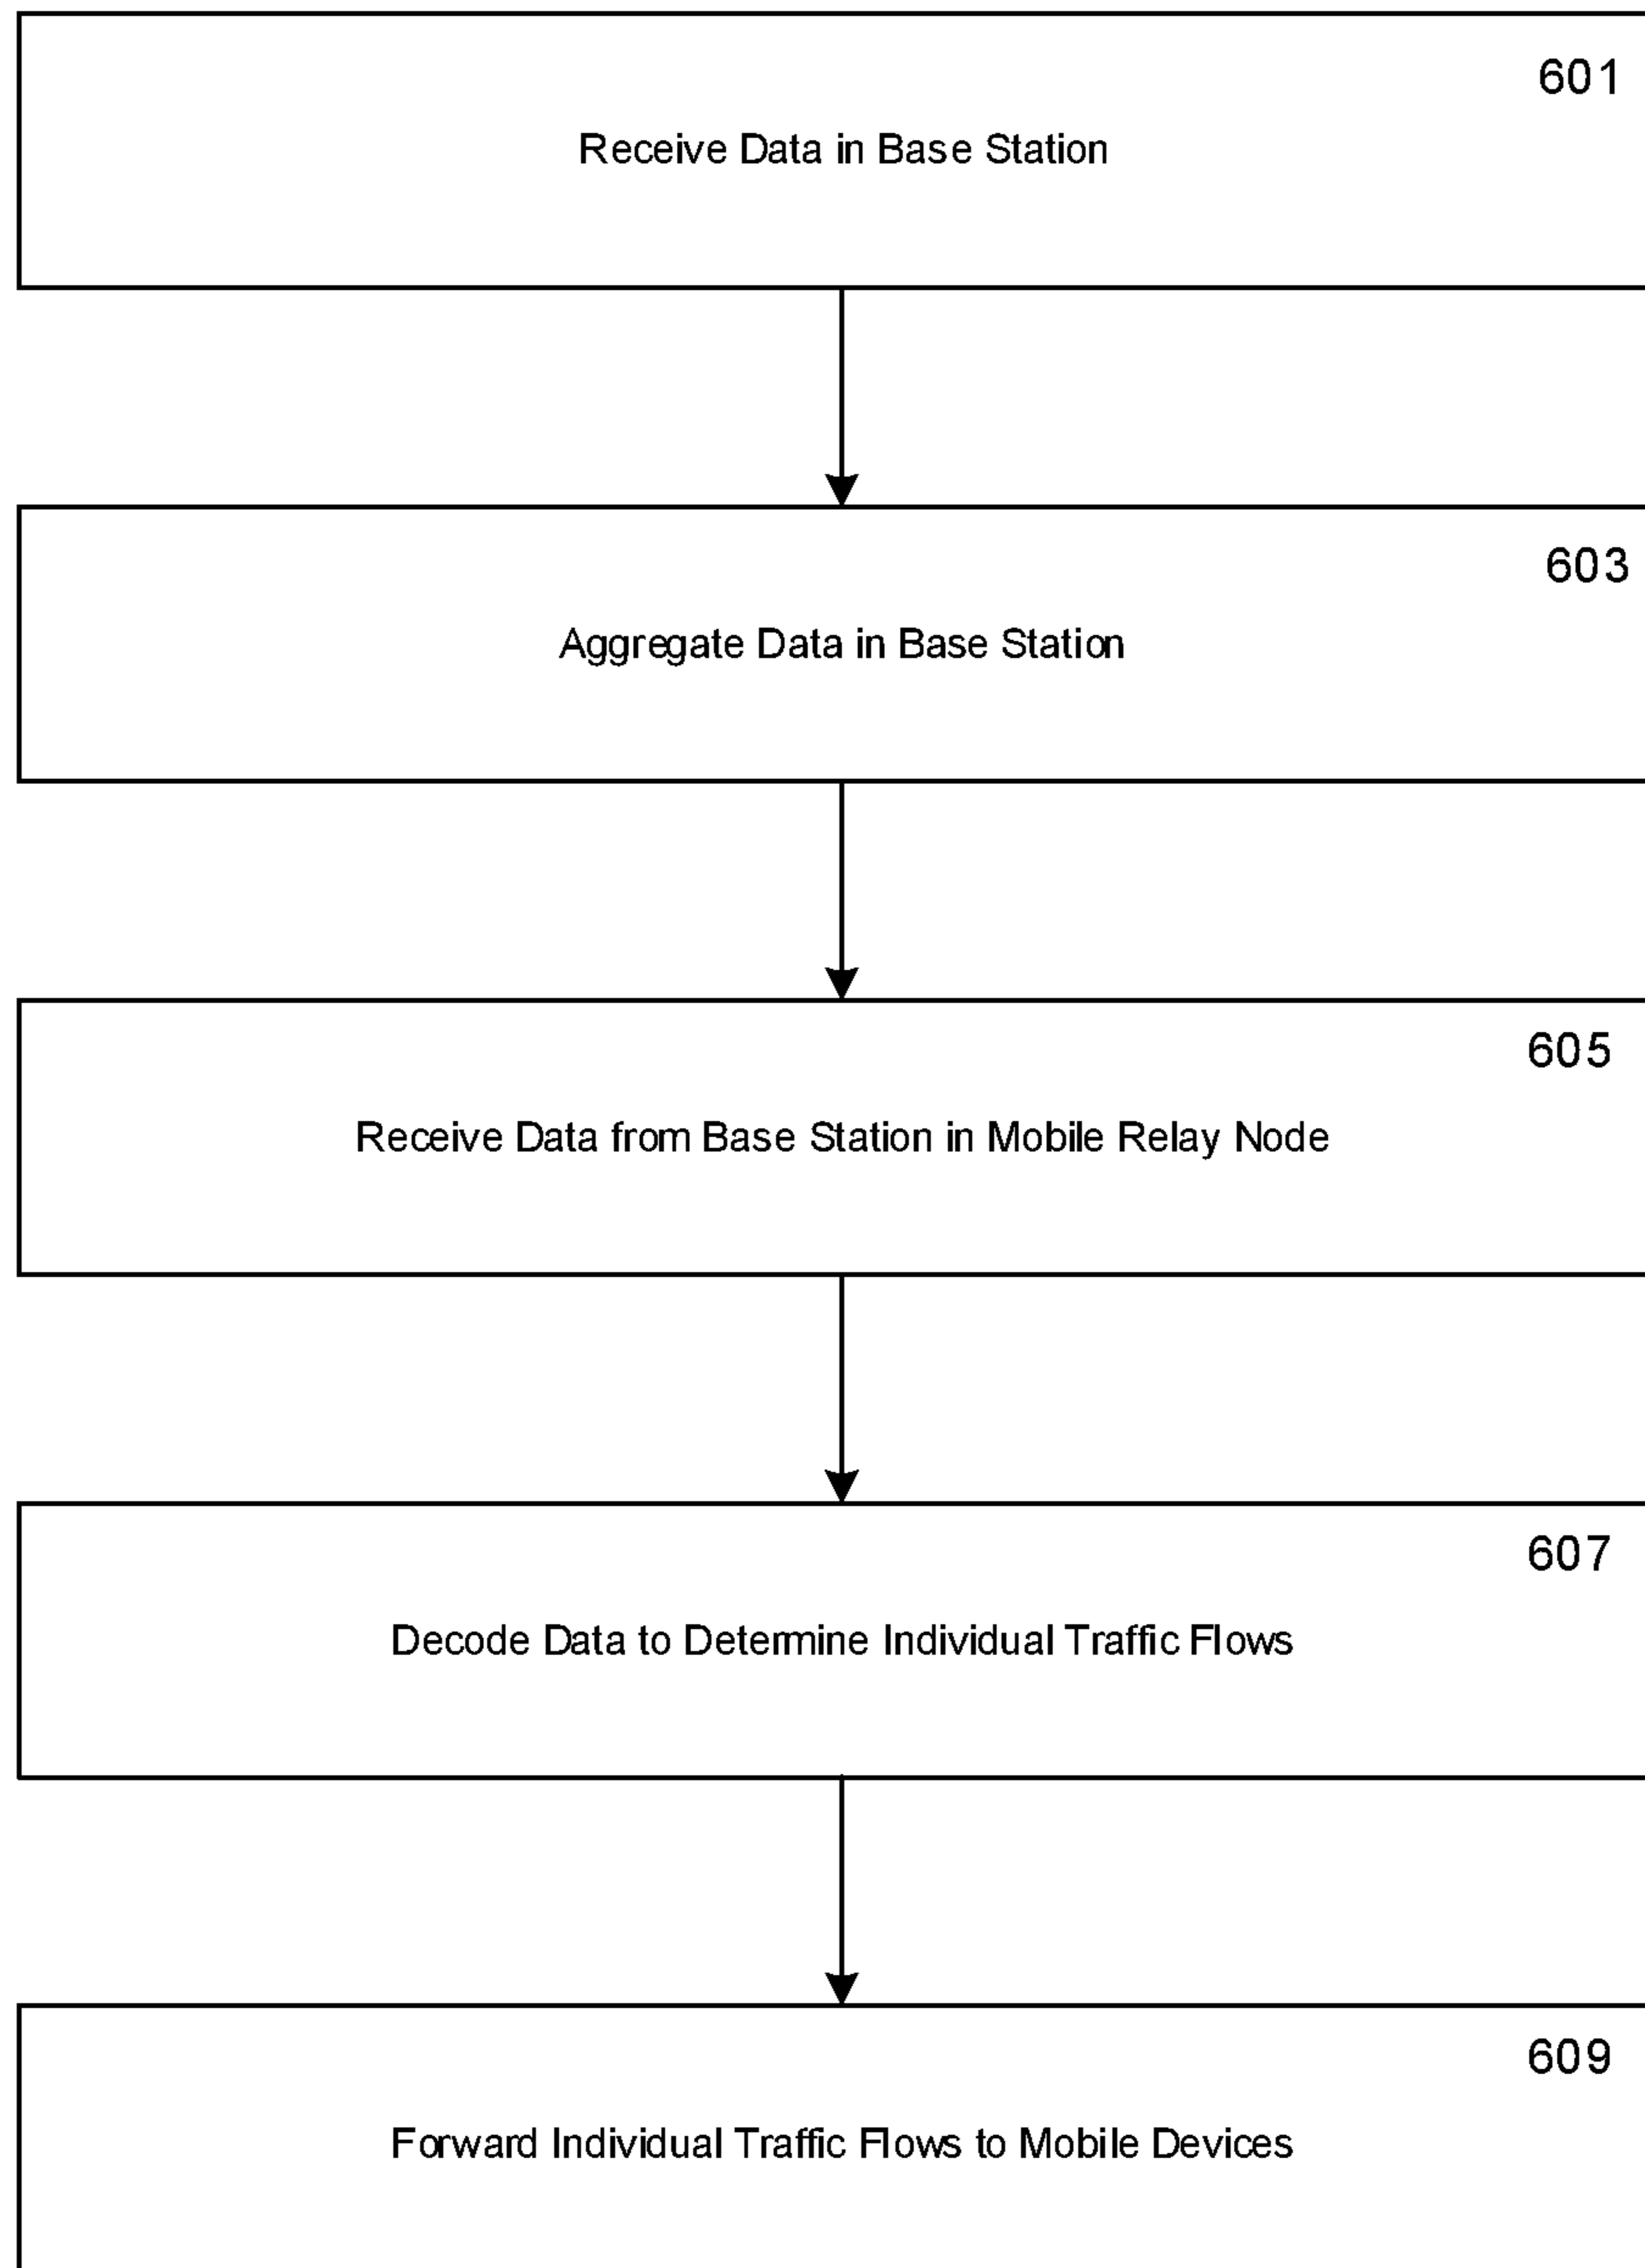 601
Receive Data in Base Station
603
Aggregate Data in Base Station
605
Receive Data from Base Station in Mobile Relay Node
607
Decode Data to Determine Individual Traffic Flows
609
Forward Individual Traffic Flows to Mobile Devices